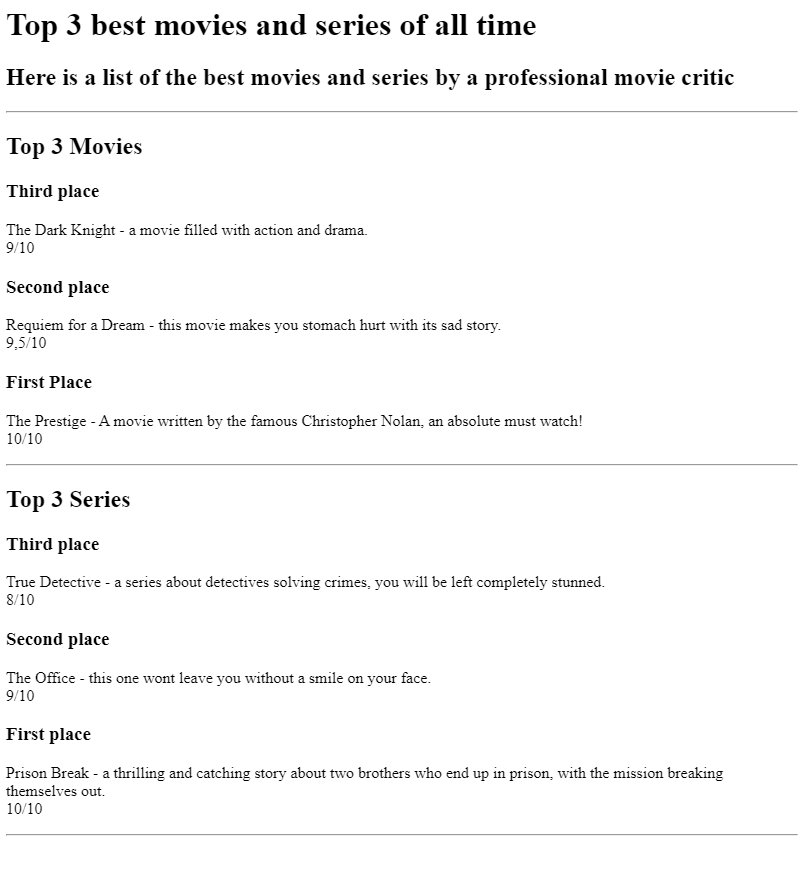 Top 3 best movies and series of all time
Here is a list of the best movies and series by a professional movie critic
Top 3 Movies
Third place
The Dark Knight - a movie filled with action and drama.
9/10
Second place
Requiem for a Dream - this movie makes you stomach hurt with its sad story.
9,5/10
First Place
The Prestige - A movie written by the famous Christopher Nolan, an absolute must watch!
10/10
Top 3 Series
Third place
True Detective - a series about detectives solving crimes, you will be left completely stunned.
8/10
Second place
The Office - this one wont leave you without a smile on your face.
9/10
First place
Prison Break - a thrilling and catching story about two brothers who end up in prison, with the mission breaking
themselves out.
10/10